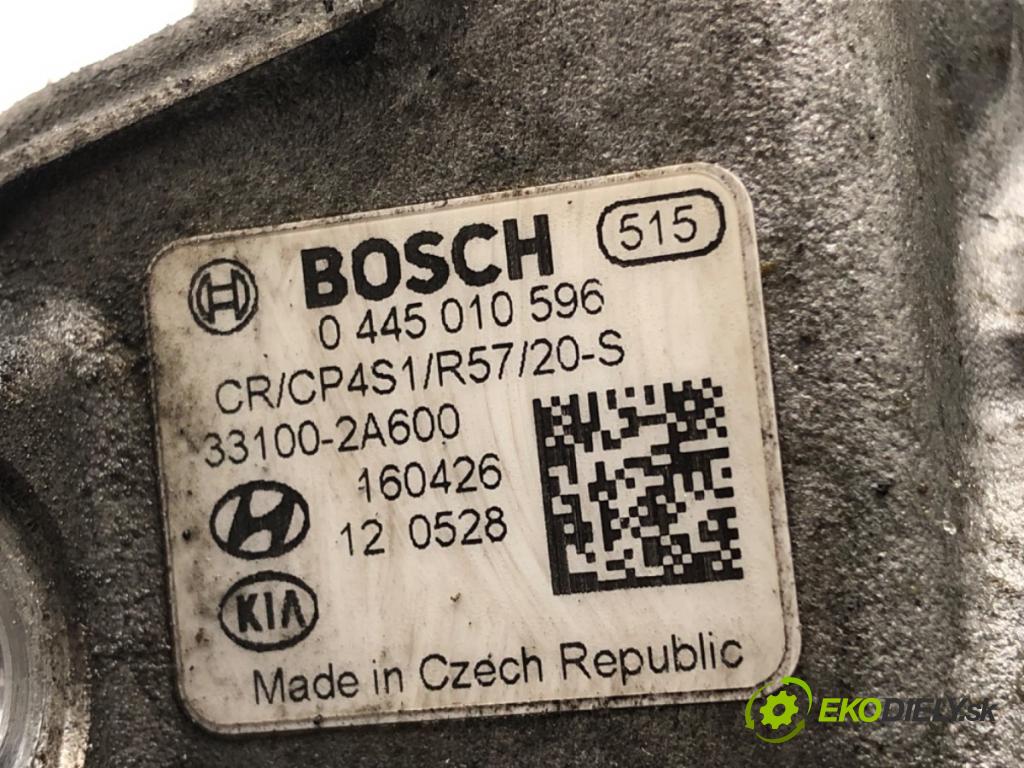 BOSCH 515
0 445 010 596
CR/CP4S1/R57/20-S
33100-2A600
160426
12 0528
KIA
Made in Czech Republic
EKODIELY.sk